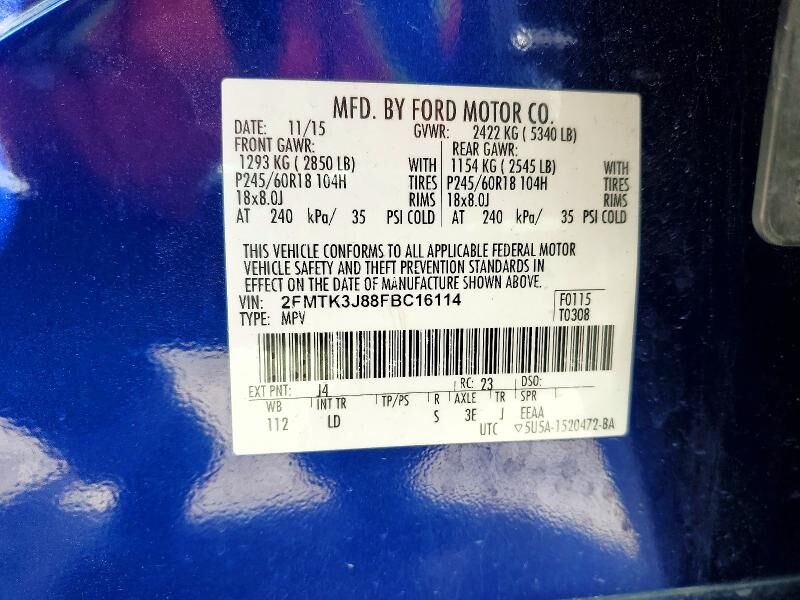 MFD. BY FORD MOTOR CO.
DATE: 11/15 GVWR: 2422 KG ( 5340 LB)
FRONT GAWR: REAR GAWR:
1293 KG ( 2850 LB) WITH 1154 KG ( 2545 LB) WITH
P245/60R18 104H TIRES P245/60R18 104H TIRES
18x8.0J RIMS 18x8.0J RIMS
AT 240 kPa/ 35 PSI COLD AT 240 kPa/ 35 PSI COLD
THIS VEHICLE CONFORMS TO ALL APPLICABLE FEDERAL MOTOR
VEHICLE SAFETY AND THEFT PREVENTION STANDARDS IN
EFFECT ON THE DATE OF MANUFACTURE SHOWN ABOVE.
VIN: 2FMTK3J88FBC16114 F0115
TYPE: MPV T0308
EXT PNT: J4 RC: 23 DSO:
WB INT TR TP/PS R AXLE TR SPR
112 LD S 3E J EEAA
UTC ▽5U5A-1520472-BA